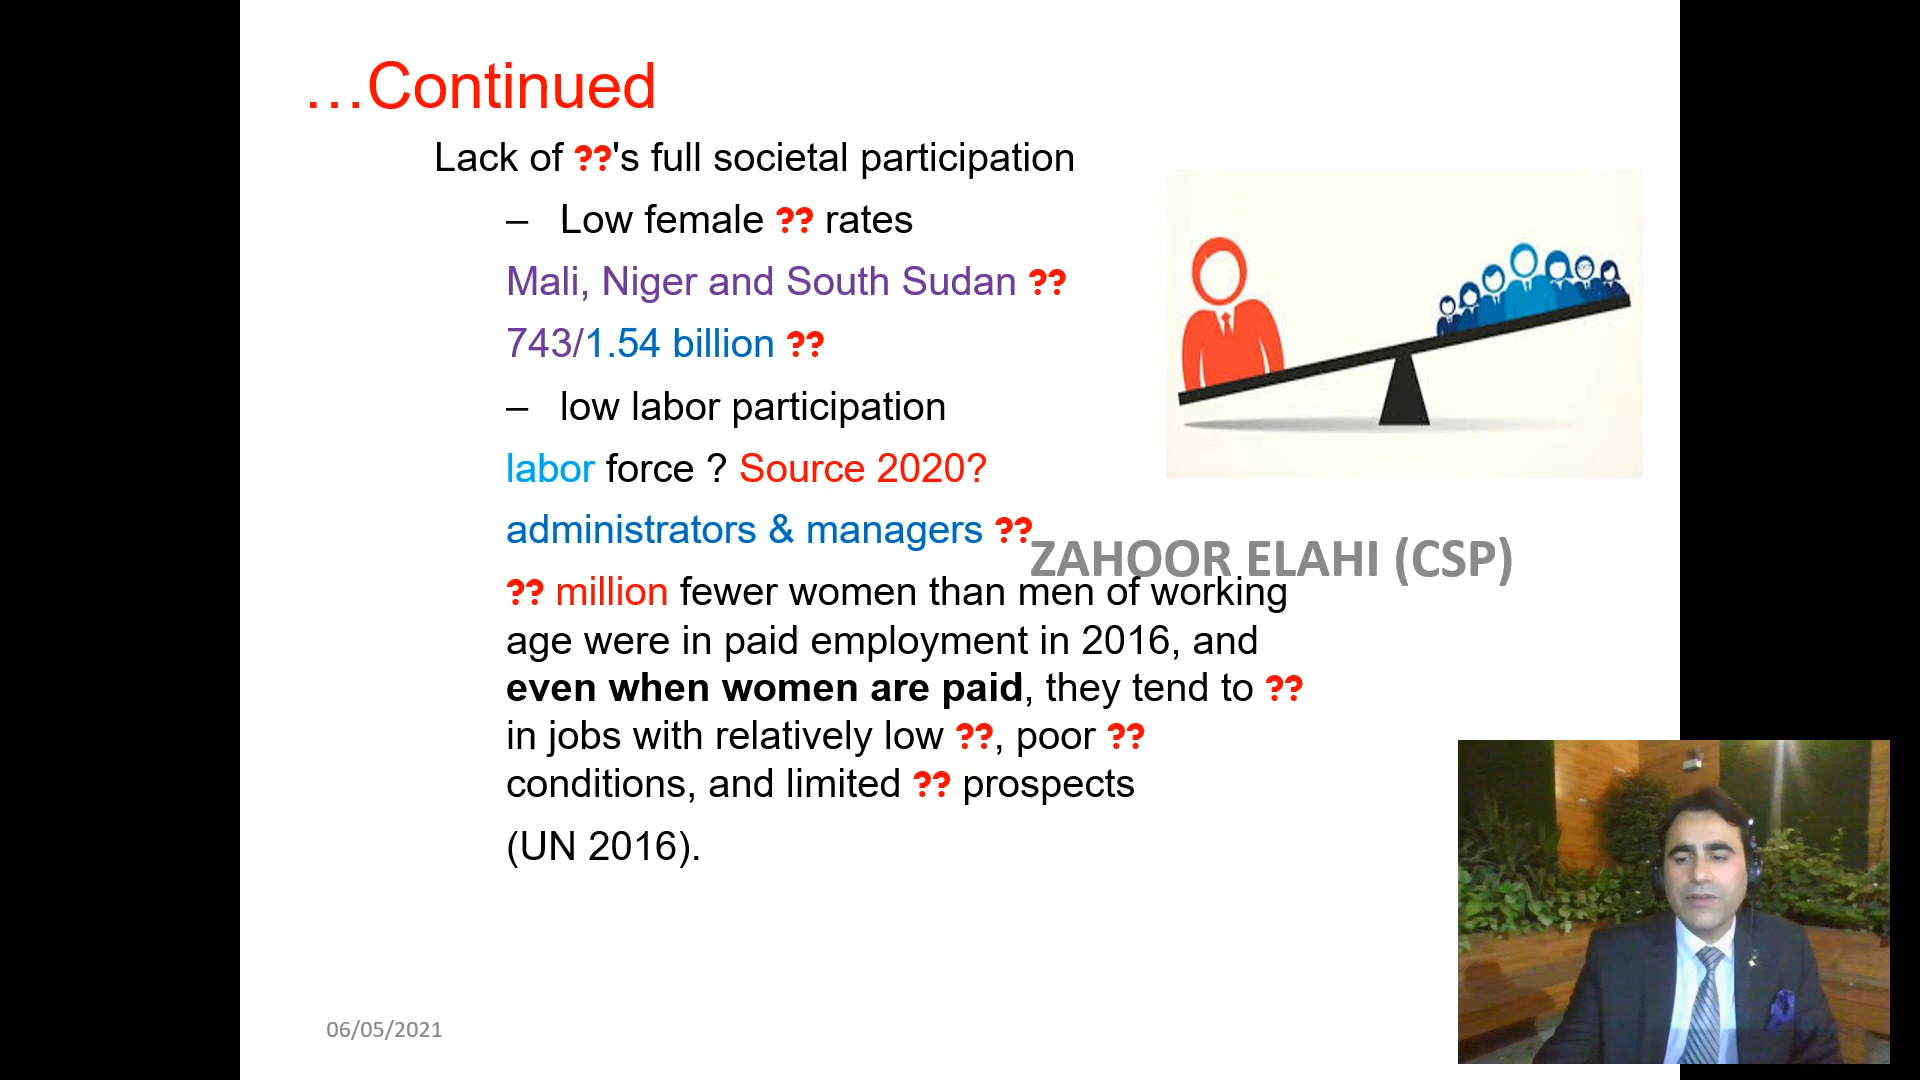 ...Continued
Lack of ??'s full societal participation
– Low female ?? rates
Mali, Niger and South Sudan ??
743/1.54 billion ??
– low labor participation
labor force ? Source 2020?
administrators & managers ??
ZAHOOR ELAHI (CSP)
?? million fewer women than men of working
age were in paid employment in 2016, and
even when women are paid, they tend to ??
in jobs with relatively low ??, poor ??
conditions, and limited ?? prospects
(UN 2016).
06/05/2021